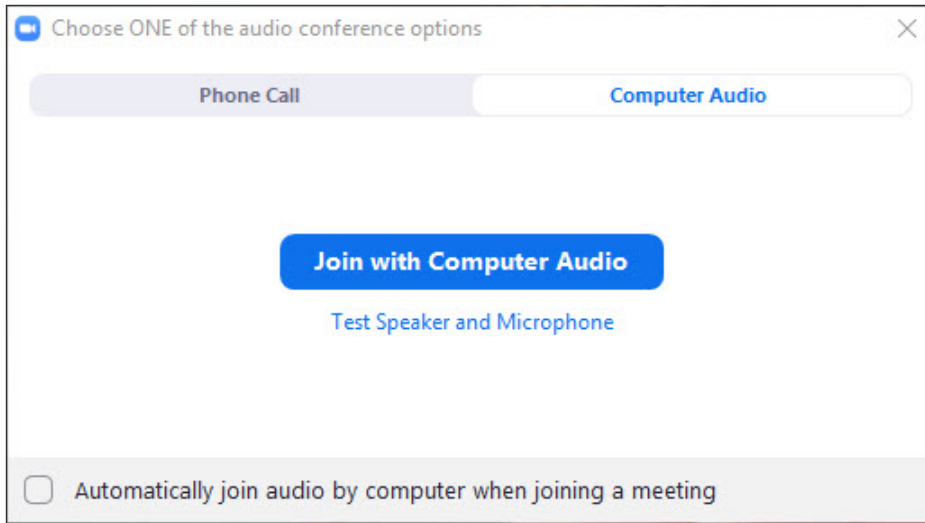 Choose ONE of the audio conference options
Phone Call
Computer Audio
Join with Computer Audio
Test Speaker and Microphone
Automatically join audio by computer when joining a meeting